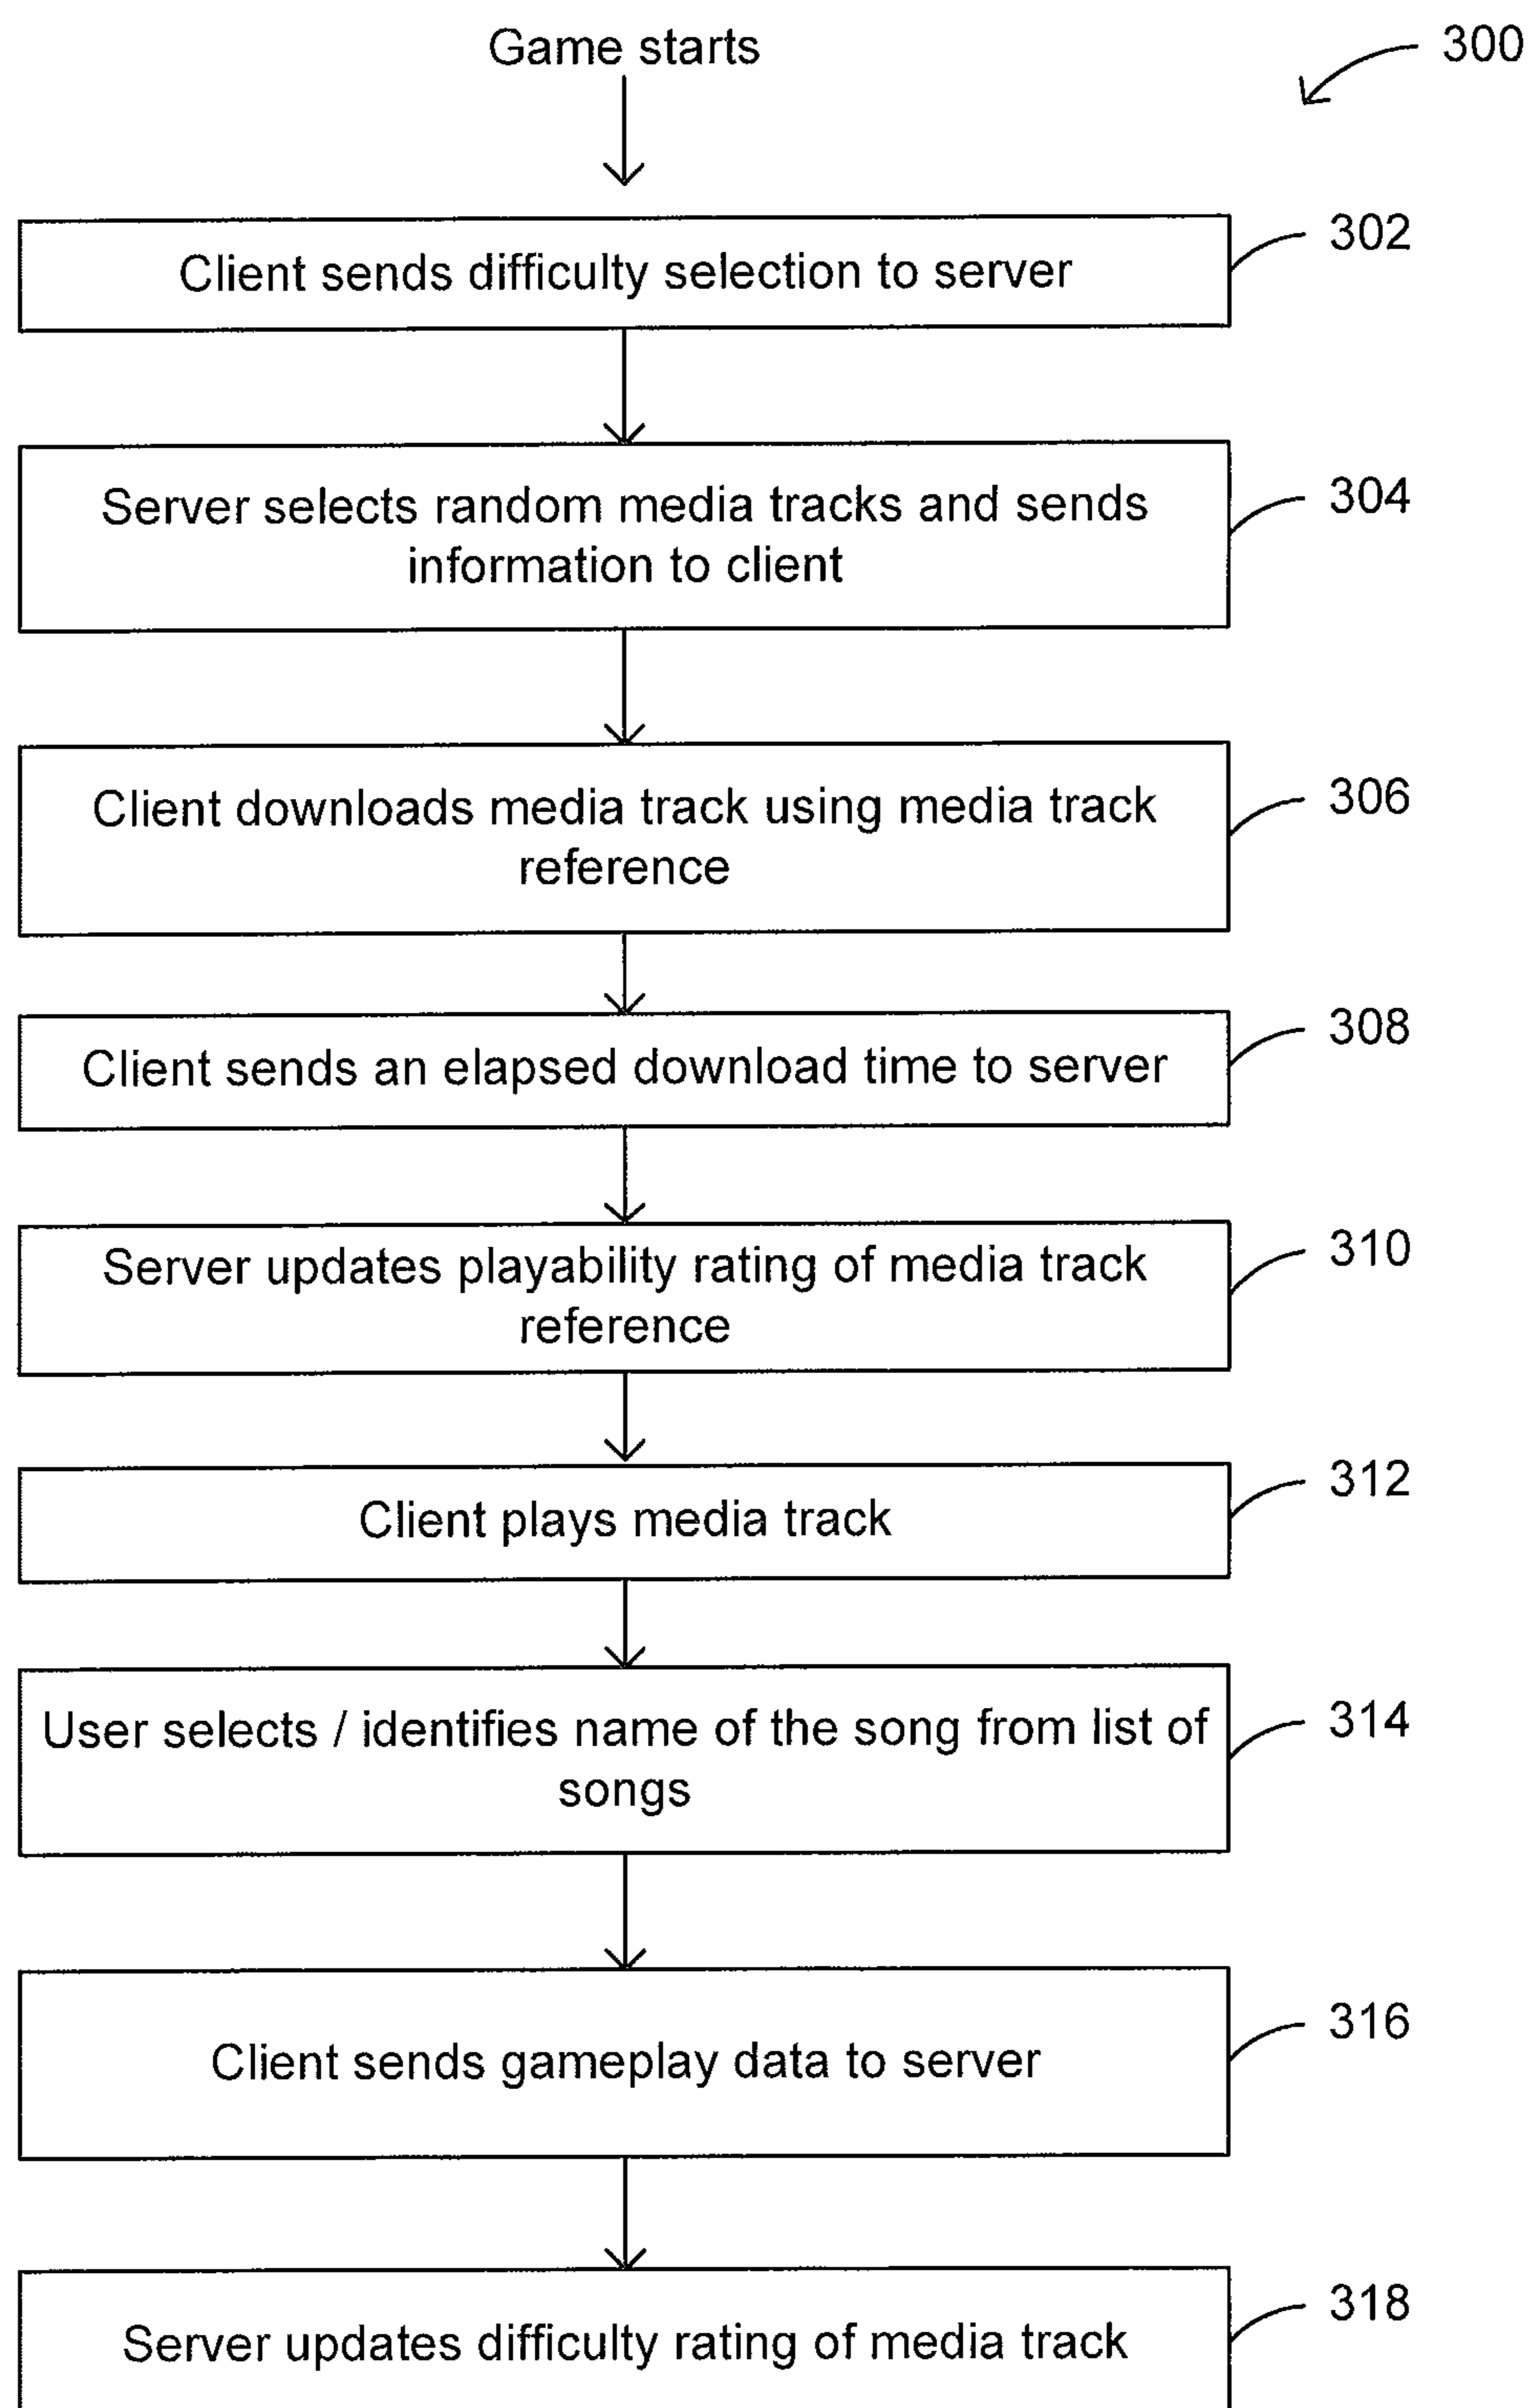 Game starts
300
Client sends difficulty selection to server
302
Server selects random media tracks and sends
information to client
304
Client downloads media track using media track
reference
306
Client sends an elapsed download time to server
308
Server updates playability rating of media track
reference
310
Client plays media track
312
User selects / identifies name of the song from list of
songs
314
Client sends gameplay data to server
316
Server updates difficulty rating of media track
318